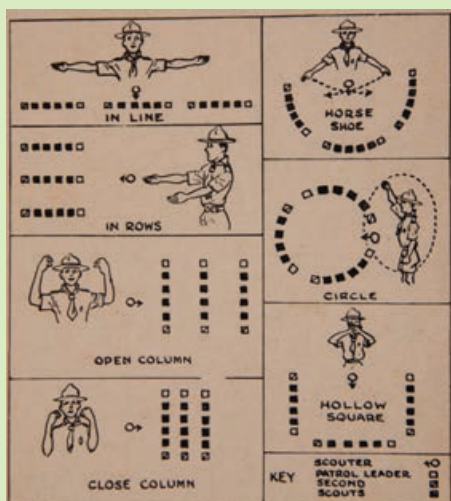 IN LINE
HORSE
SHOE
IN ROWS
CIRCLE
OPEN COLUMN
HOLLOW
SQUARE
CLOSE COLUMN
KEY
SCOUTER
PATROL LEADER
SECOND
SCOUTS